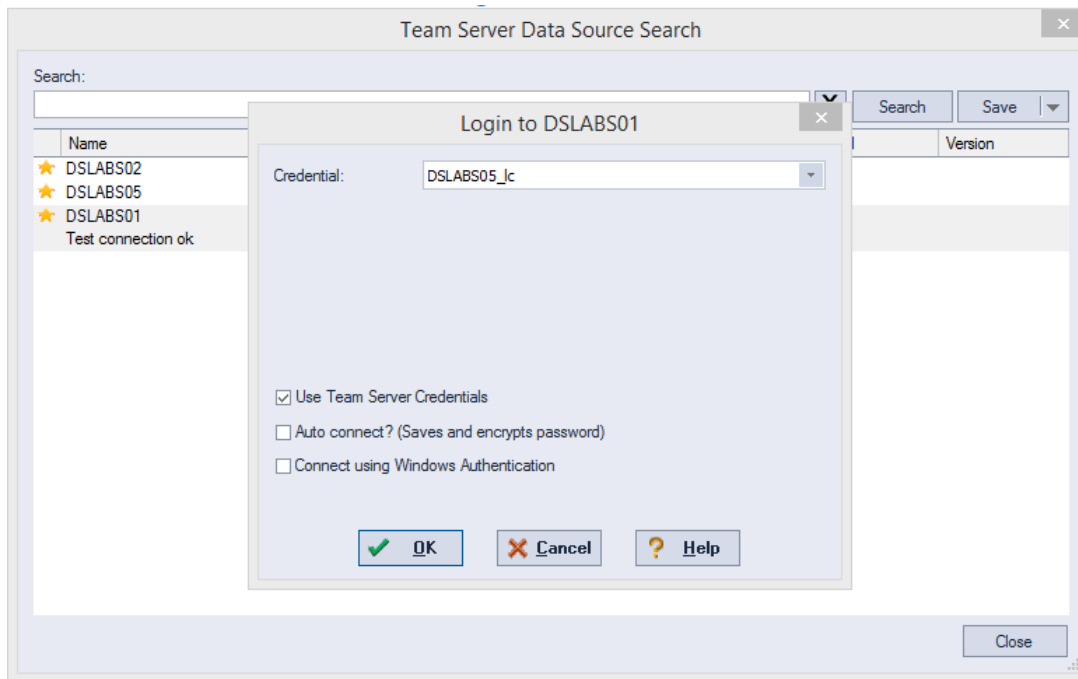 Team Server Data Source Search
Search:
Search
Save
Name
Version
DSLABS02
DSLABS05
DSLABS01
Test connection ok
Login to DSLABS01
Credential:
DSLABS05_lc
Use Team Server Credentials
Auto connect? (Saves and encrypts password)
Connect using Windows Authentication
OK
Cancel
Help
Close